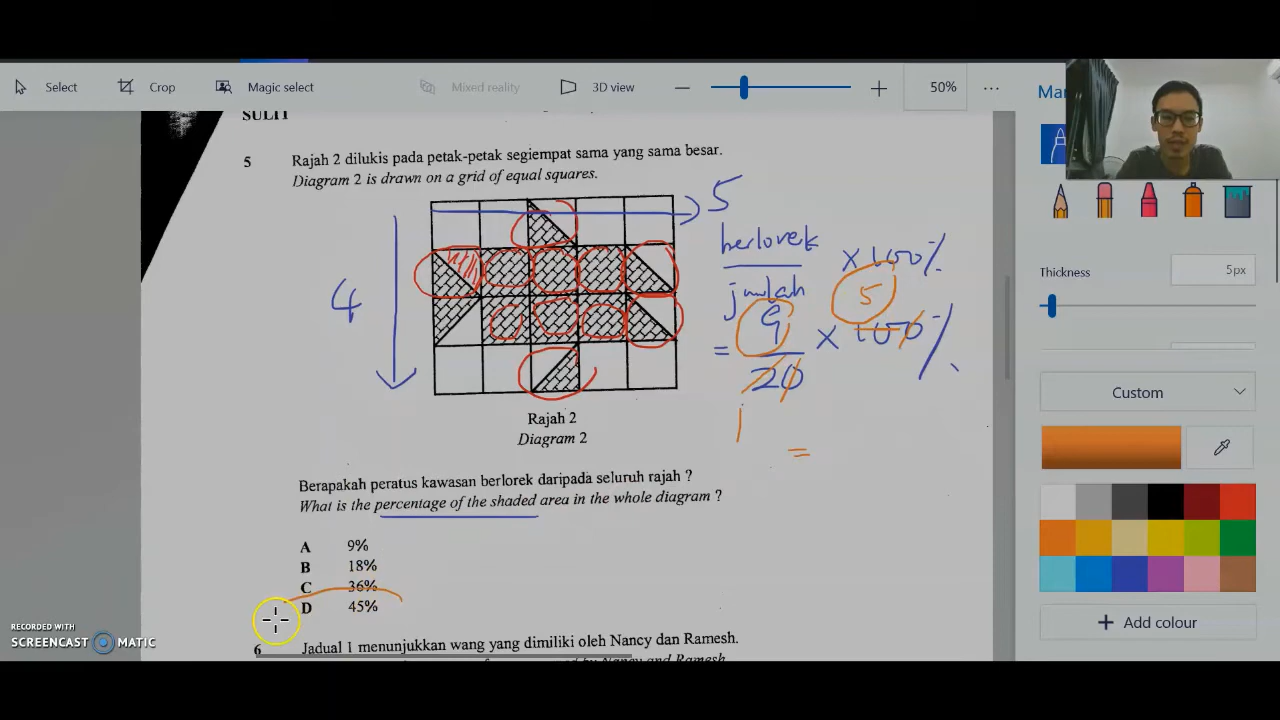 Select
Crop
Magic select
Mixed reality
3D view
50%
SULIT
5 Rajah 2 dilukis pada petak-petak segiempat sama yang sama besar.
Diagram 2 is drawn on a grid of equal squares.
5
4
berlorek
jumlah
× 100%
= 9
20
× 100%
5
1
=
Rajah 2
Diagram 2
Berapakah peratus kawasan berlorek daripada seluruh rajah ?
What is the percentage of the shaded area in the whole diagram ?
A 9%
B 18%
C 36%
D 45%
6 Jadual 1 menunjukkan wang yang dimiliki oleh Nancy dan Ramesh.
Thickness
5px
Custom
+ Add colour
RECORDED WITH
SCREENCAST MATIC